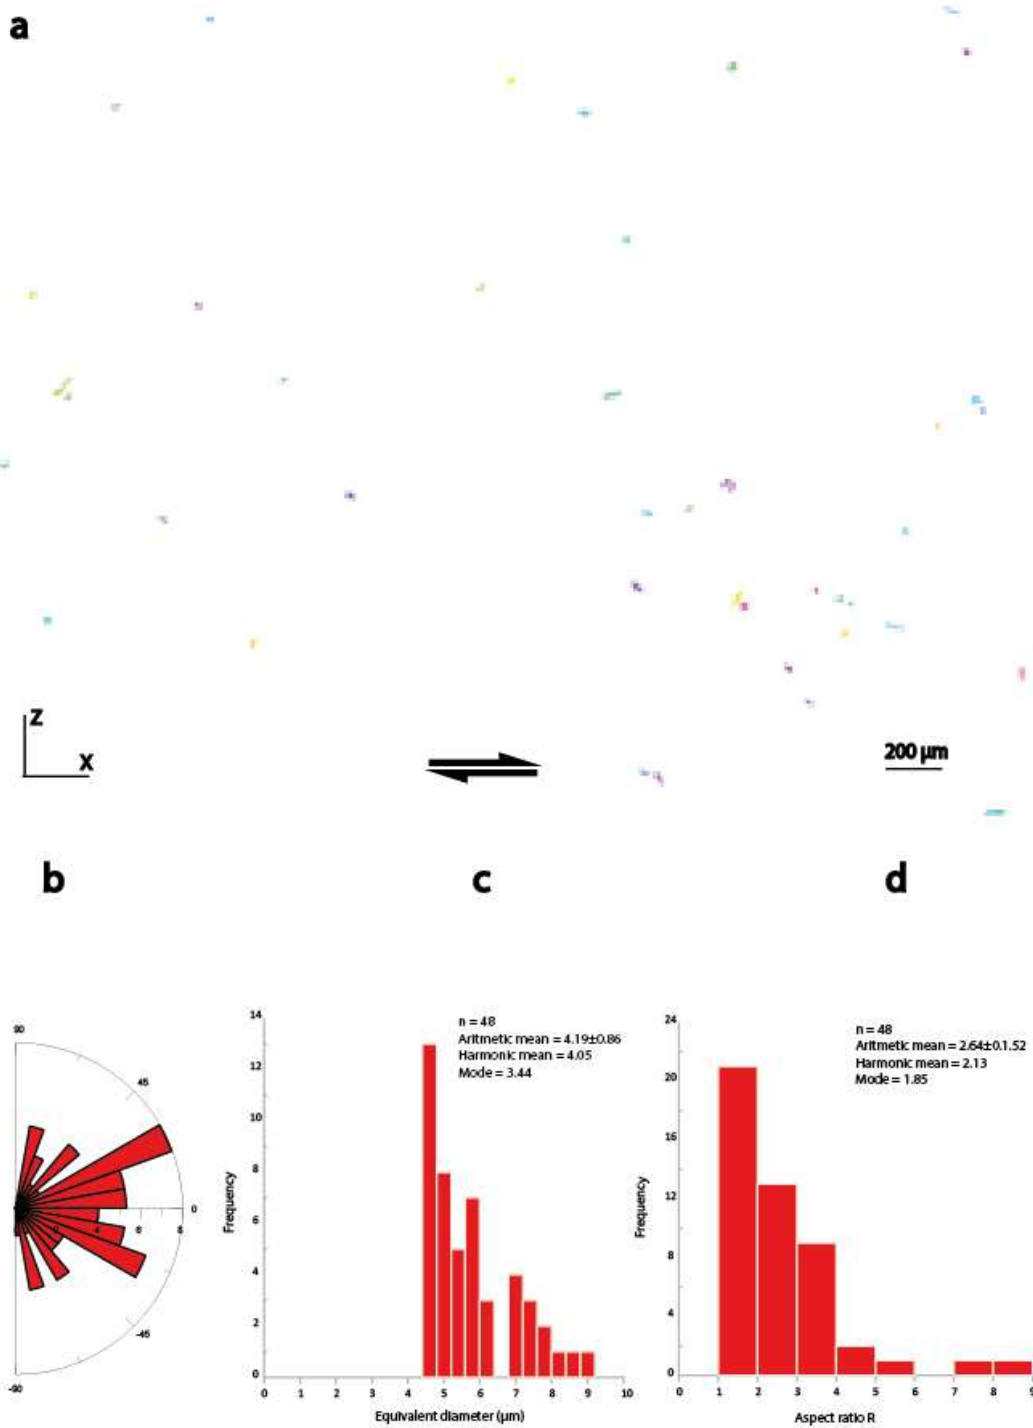 a
Z
X
200 µm
b
c
d
90
45
0
4
6
8
-45
-90
14
12
10
8
6
4
2
0
Frequency
n = 48
Aritmetic mean = 4.19±0.86
Harmonic mean = 4.05
Mode = 3.44
0 1 2 3 4 5 6 7 8 9 10
Equivalent diameter (µm)
24
20
16
12
8
4
0
Frequency
n = 48
Aritmetic mean = 2.64±0.1.52
Harmonic mean = 2.13
Mode = 1.85
0 1 2 3 4 5 6 7 8 9
Aspect ratio R